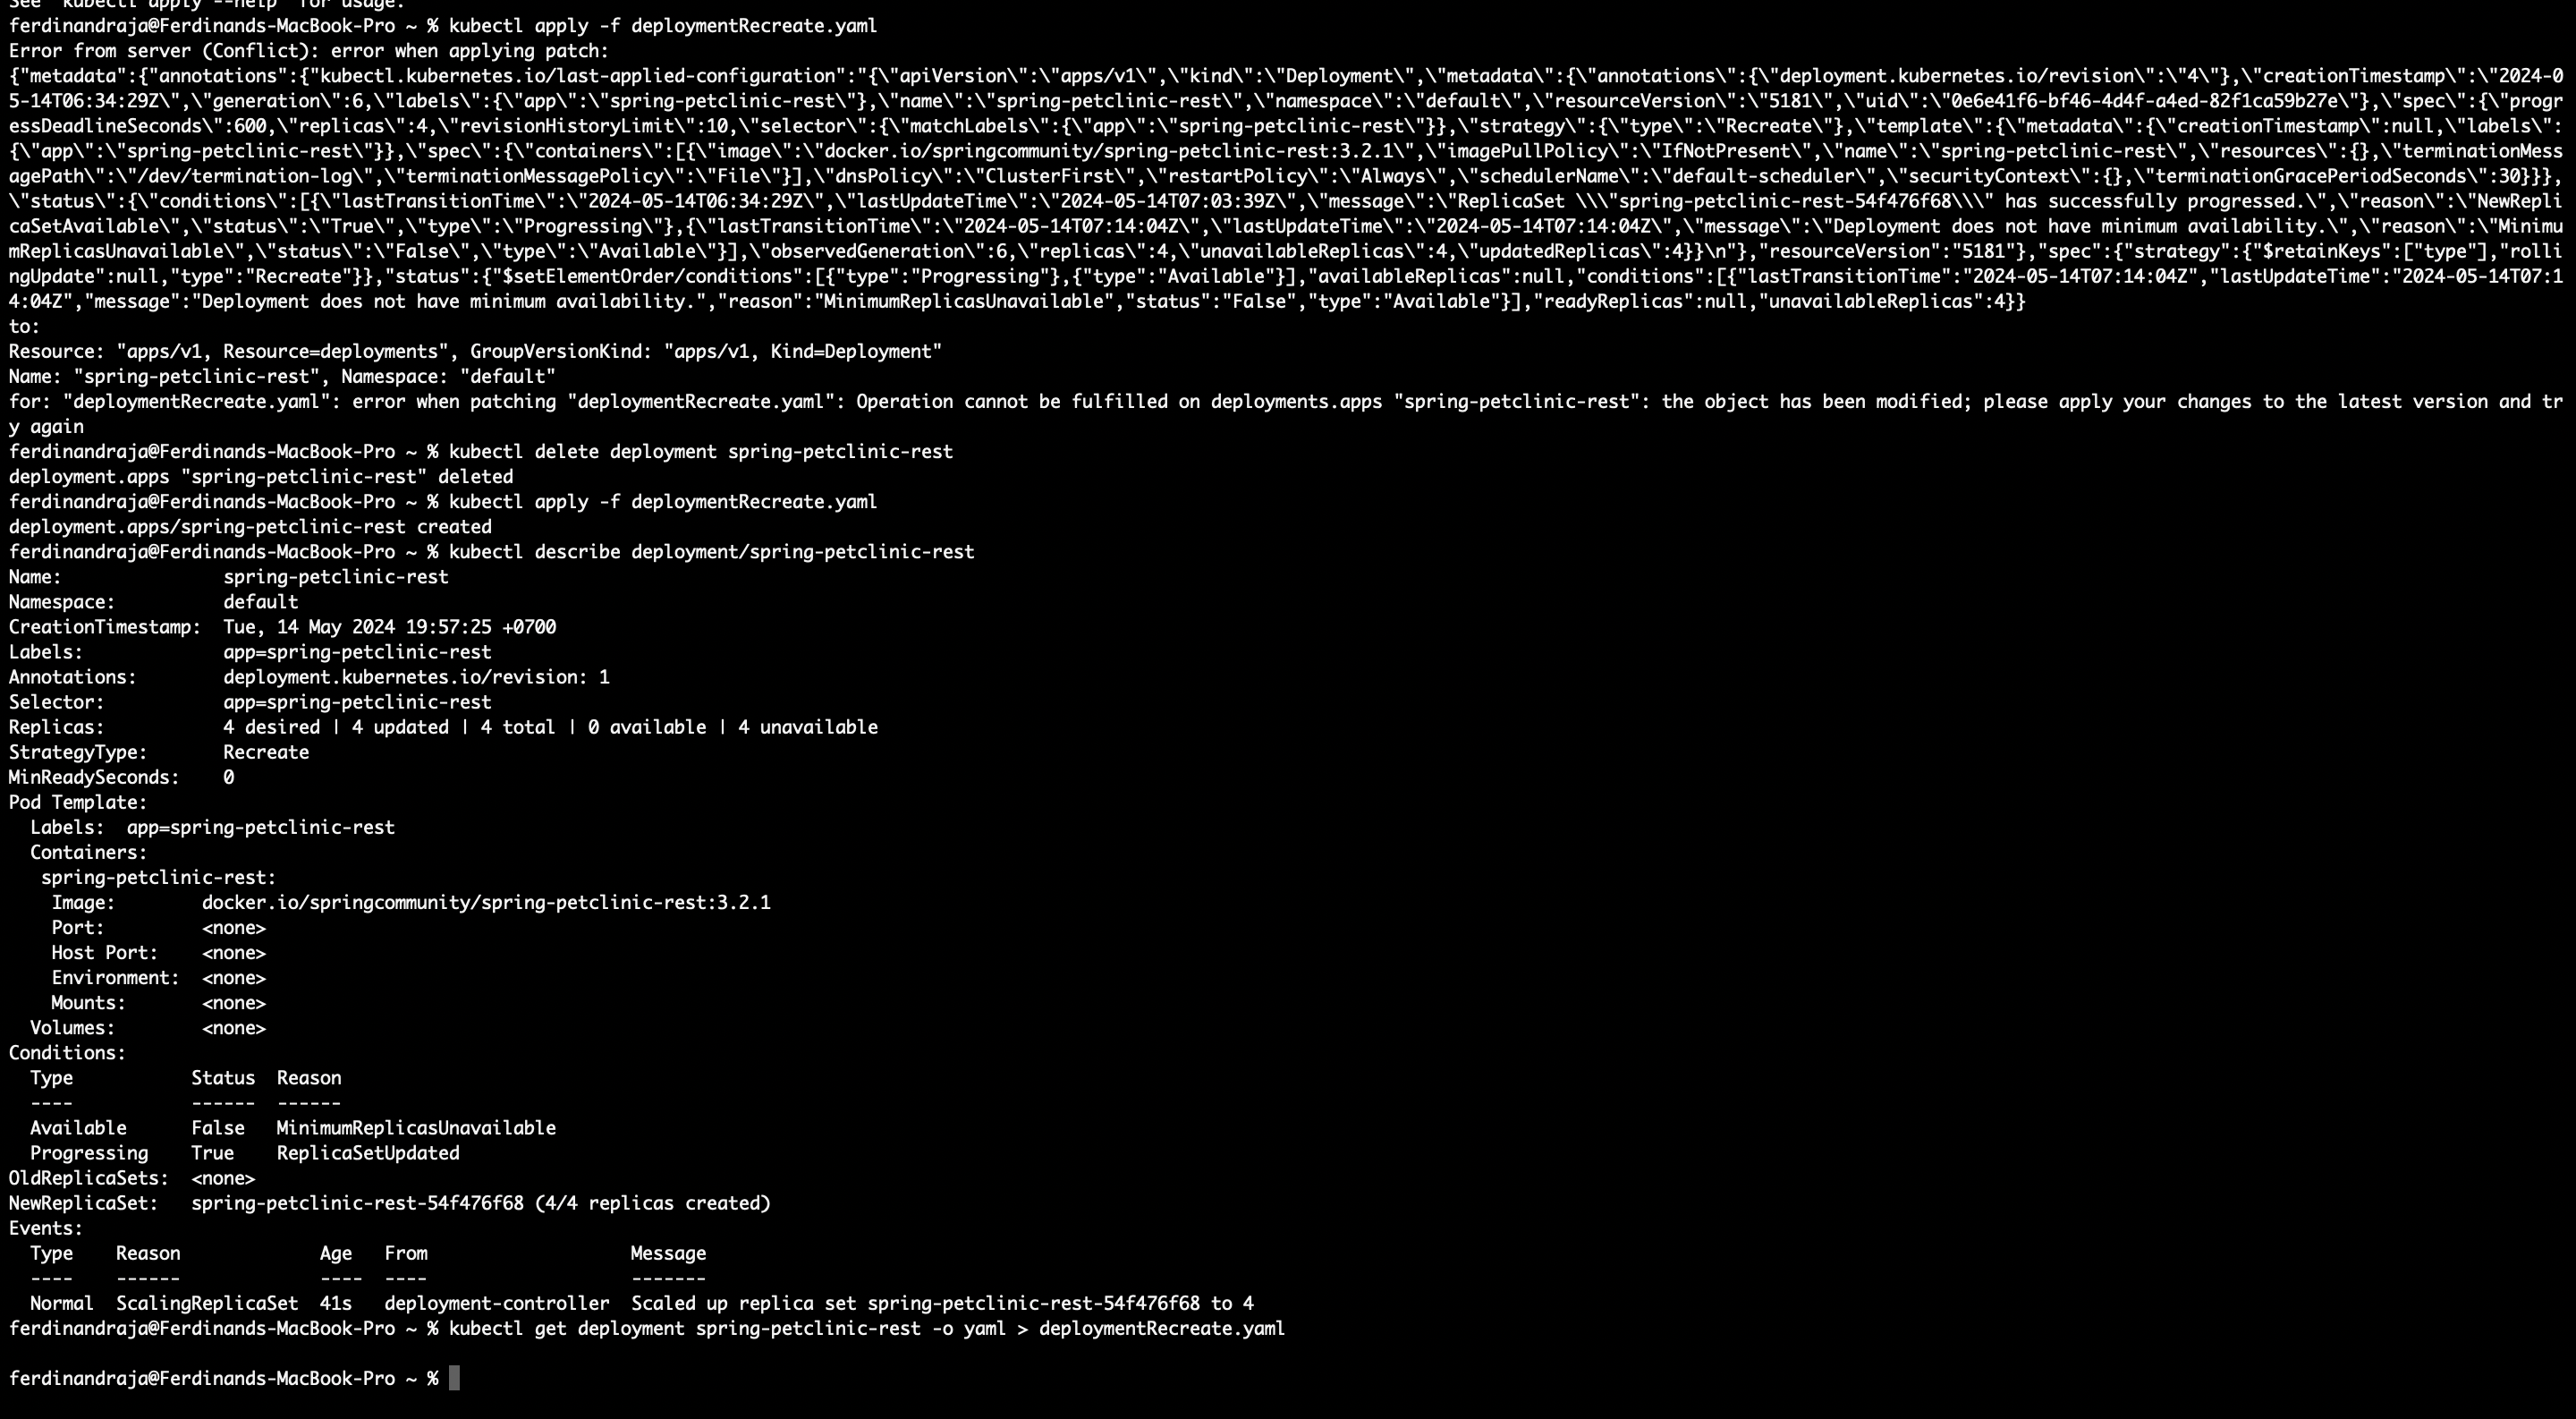 See 'kubectl apply --help' for usage.
ferdinandraja@Ferdinands-MacBook-Pro ~ % kubectl apply -f deploymentRecreate.yaml
Error from server (Conflict): error when applying patch:
{"metadata":{"annotations":{"kubectl.kubernetes.io/last-applied-configuration":"{\"apiVersion\":\"apps/v1\",\"kind\":\"Deployment\",\"metadata\":{\"annotations\":{\"deployment.kubernetes.io/revision\":\"4\"},\"creationTimestamp\":\"2024-0
5-14T06:34:29Z\",\"generation\":6,\"labels\":{\"app\":\"spring-petclinic-rest\"},\"name\":\"spring-petclinic-rest\",\"namespace\":\"default\",\"resourceVersion\":\"5181\",\"uid\":\"0e6e41f6-bf46-4d4f-a4ed-82f1ca59b27e\"},\"spec\":{\"progr
essDeadlineSeconds\":600,\"replicas\":4,\"revisionHistoryLimit\":10,\"selector\":{\"matchLabels\":{\"app\":\"spring-petclinic-rest\"}},\"strategy\":{\"type\":\"Recreate\"},\"template\":{\"metadata\":{\"creationTimestamp\":null,\"labels\":
{\"app\":\"spring-petclinic-rest\"}},\"spec\":{\"containers\":[{\"image\":\"docker.io/springcommunity/spring-petclinic-rest:3.2.1\",\"imagePullPolicy\":\"IfNotPresent\",\"name\":\"spring-petclinic-rest\",\"resources\":{},\"terminationMess
agePath\":\"/dev/termination-log\",\"terminationMessagePolicy\":\"File\"}],\"dnsPolicy\":\"ClusterFirst\",\"restartPolicy\":\"Always\",\"schedulerName\":\"default-scheduler\",\"securityContext\":{},\"terminationGracePeriodSeconds\":30}}},
\"status\":{\"conditions\":[{\"lastTransitionTime\":\"2024-05-14T06:34:29Z\",\"lastUpdateTime\":\"2024-05-14T07:03:39Z\",\"message\":\"ReplicaSet \\\"spring-petclinic-rest-54f476f68\\\" has successfully progressed.\",\"reason\":\"NewRepli
caSetAvailable\",\"status\":\"True\",\"type\":\"Progressing\"},{\"lastTransitionTime\":\"2024-05-14T07:14:04Z\",\"lastUpdateTime\":\"2024-05-14T07:14:04Z\",\"message\":\"Deployment does not have minimum availability.\",\"reason\":\"Minimu
mReplicasUnavailable\",\"status\":\"False\",\"type\":\"Available\"}],\"observedGeneration\":6,\"replicas\":4,\"unavailableReplicas\":4,\"updatedReplicas\":4}}\n"},"resourceVersion":"5181"},"spec":{"strategy":{"$retainKeys":["type"],"rolli
ngUpdate":null,"type":"Recreate"}},"status":{"$setElementOrder/conditions":[{"type":"Progressing"},{"type":"Available"}],"availableReplicas":null,"conditions":[{"lastTransitionTime":"2024-05-14T07:14:04Z","lastUpdateTime":"2024-05-14T07:1
4:04Z","message":"Deployment does not have minimum availability.","reason":"MinimumReplicasUnavailable","status":"False","type":"Available"}],"readyReplicas":null,"unavailableReplicas":4}}
to:
Resource: "apps/v1, Resource=deployments", GroupVersionKind: "apps/v1, Kind=Deployment"
Name: "spring-petclinic-rest", Namespace: "default"
for: "deploymentRecreate.yaml": error when patching "deploymentRecreate.yaml": Operation cannot be fulfilled on deployments.apps "spring-petclinic-rest": the object has been modified; please apply your changes to the latest version and tr
y again
ferdinandraja@Ferdinands-MacBook-Pro ~ % kubectl delete deployment spring-petclinic-rest
deployment.apps "spring-petclinic-rest" deleted
ferdinandraja@Ferdinands-MacBook-Pro ~ % kubectl apply -f deploymentRecreate.yaml
deployment.apps/spring-petclinic-rest created
ferdinandraja@Ferdinands-MacBook-Pro ~ % kubectl describe deployment/spring-petclinic-rest
Name:               spring-petclinic-rest
Namespace:          default
CreationTimestamp:  Tue, 14 May 2024 19:57:25 +0700
Labels:             app=spring-petclinic-rest
Annotations:        deployment.kubernetes.io/revision: 1
Selector:           app=spring-petclinic-rest
Replicas:           4 desired | 4 updated | 4 total | 0 available | 4 unavailable
StrategyType:       Recreate
MinReadySeconds:    0
Pod Template:
  Labels:  app=spring-petclinic-rest
  Containers:
   spring-petclinic-rest:
    Image:        docker.io/springcommunity/spring-petclinic-rest:3.2.1
    Port:         <none>
    Host Port:    <none>
    Environment:  <none>
    Mounts:       <none>
  Volumes:        <none>
Conditions:
  Type           Status  Reason
  ----           ------  ------
  Available      False   MinimumReplicasUnavailable
  Progressing    True    ReplicaSetUpdated
OldReplicaSets:  <none>
NewReplicaSet:   spring-petclinic-rest-54f476f68 (4/4 replicas created)
Events:
  Type    Reason             Age   From                   Message
  ----    ------             ----  ----                   -------
  Normal  ScalingReplicaSet  41s   deployment-controller  Scaled up replica set spring-petclinic-rest-54f476f68 to 4
ferdinandraja@Ferdinands-MacBook-Pro ~ % kubectl get deployment spring-petclinic-rest -o yaml > deploymentRecreate.yaml
ferdinandraja@Ferdinands-MacBook-Pro ~ %